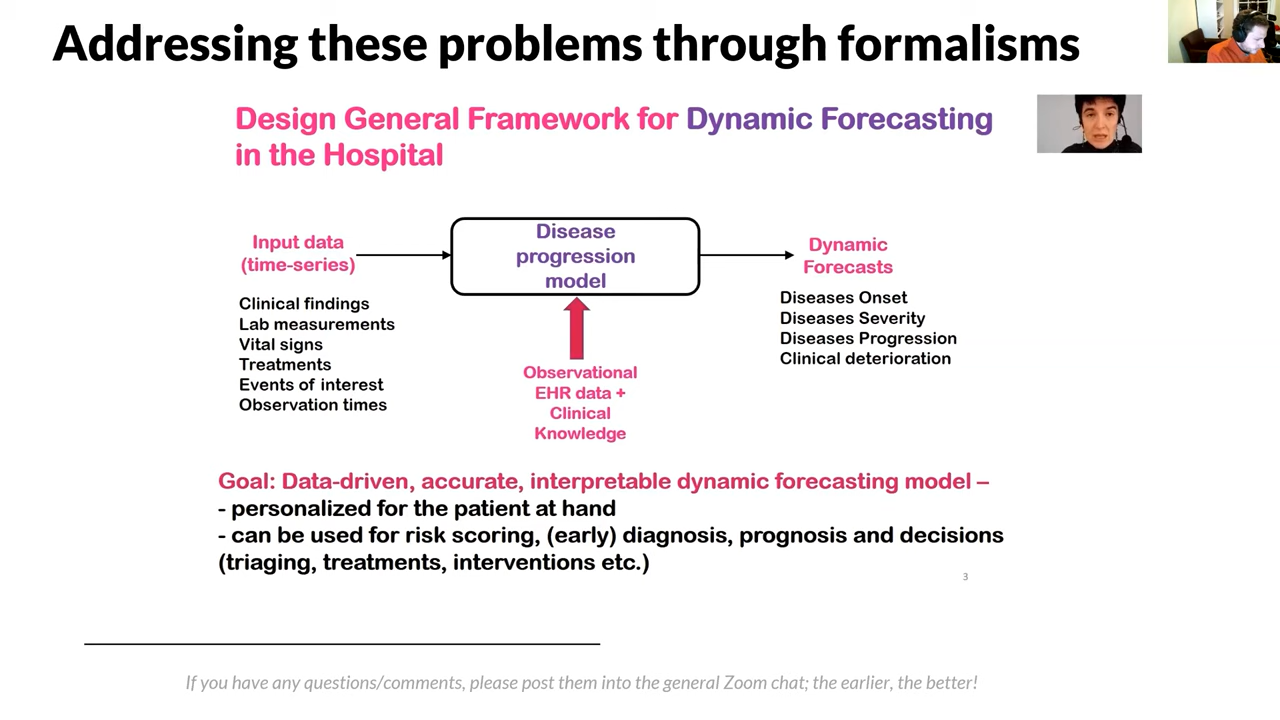 Addressing these problems through formalisms
Design General Framework for Dynamic Forecasting
in the Hospital
Input data
(time-series)
Clinical findings
Lab measurements
Vital signs
Treatments
Events of interest
Observation times
Disease
progression
model
Observational
EHR data +
Clinical
Knowledge
Dynamic
Forecasts
Diseases Onset
Diseases Severity
Diseases Progression
Clinical deterioration
Goal: Data-driven, accurate, interpretable dynamic forecasting model –
- personalized for the patient at hand
- can be used for risk scoring, (early) diagnosis, prognosis and decisions
(triaging, treatments, interventions etc.)
3
If you have any questions/comments, please post them into the general Zoom chat; the earlier, the better!